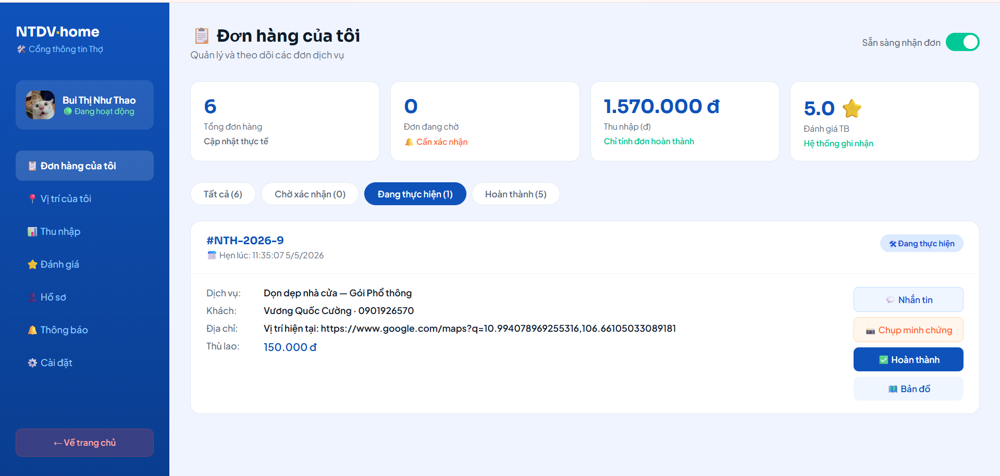 NTDV·home
🛠️ Cổng thông tin Thợ
Bui Thị Như Thao
Đang hoạt động
📋 Đơn hàng của tôi
📍 Vị trí của tôi
📊 Thu nhập
⭐ Đánh giá
👤 Hồ sơ
🔔 Thông báo
⚙️ Cài đặt
← Về trang chủ
📋 Đơn hàng của tôi
Quản lý và theo dõi các đơn dịch vụ
Sẵn sàng nhận đơn
6
Tổng đơn hàng
Cập nhật thực tế
0
Đơn đang chờ
🔔 Cần xác nhận
1.570.000 đ
Thu nhập (đ)
Chỉ tính đơn hoàn thành
5.0 ⭐
Đánh giá TB
Hệ thống ghi nhận
Tất cả (6)
Chờ xác nhận (0)
Đang thực hiện (1)
Hoàn thành (5)
#NTH-2026-9
🗓️ Hẹn lúc: 11:35:07 5/5/2026
🛠 Đang thực hiện
Dịch vụ: Dọn dẹp nhà cửa — Gói Phổ thông
Khách: Vương Quốc Cường · 0901926570
Địa chỉ: Vị trí hiện tại: https://www.google.com/maps?q=10.994078969255316,106.66105033089181
Thù lao: 150.000 đ
💬 Nhắn tin
📷 Chụp minh chứng
✅ Hoàn thành
🗺️ Bản đồ